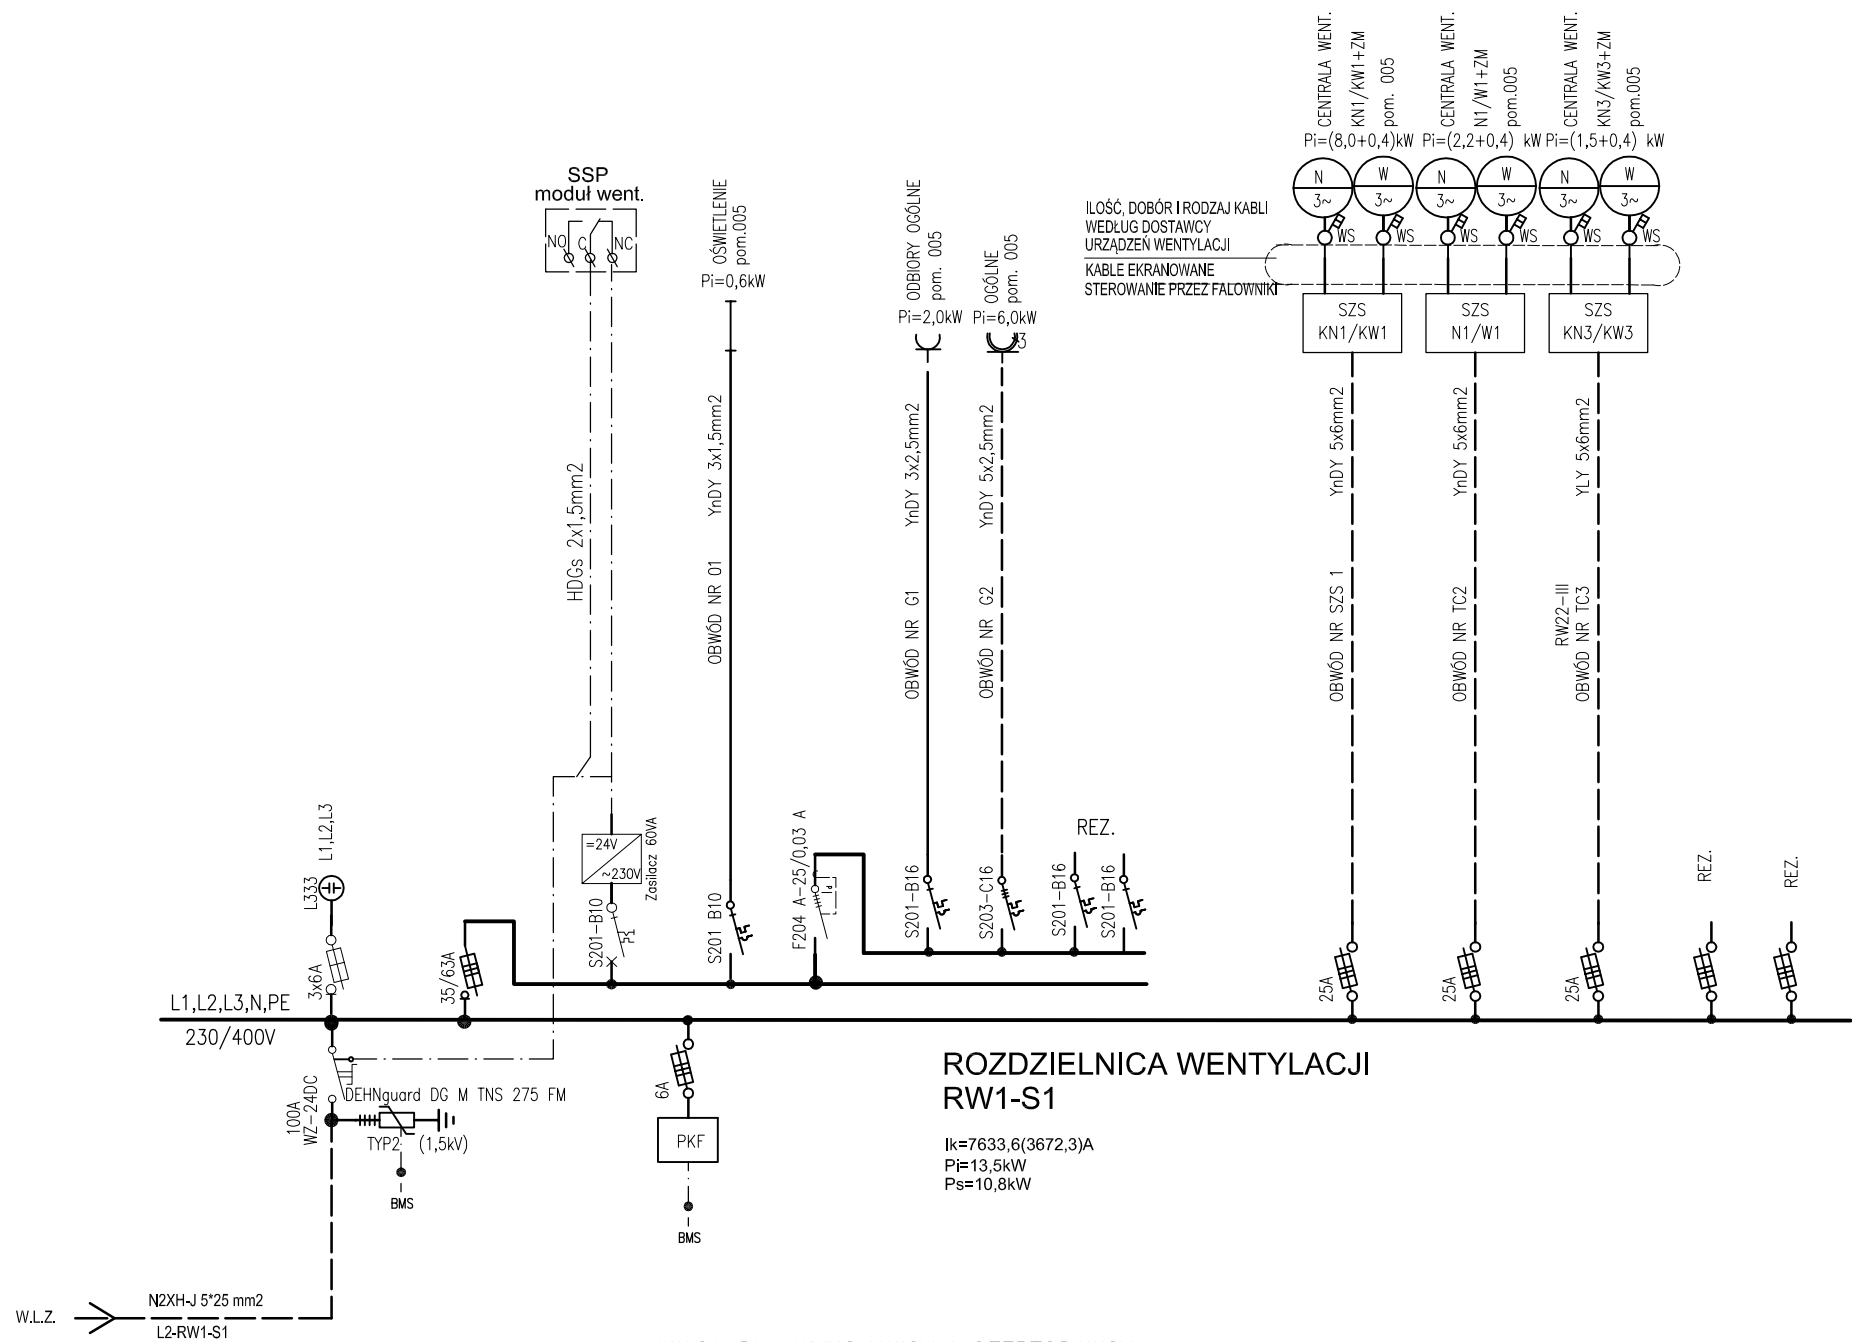 CENTRALA WENT.
KN1/KW1+ZM
pom. 005
CENTRALA WENT.
N1/W1+ZM
pom.005
CENTRALA WENT.
KN3/KW3+ZM
pom.005
Pi=(8,0+0,4)kW
Pi=(2,2+0,4) kW
Pi=(1,5+0,4) kW
N
3~
W
3~
N
3~
W
3~
N
3~
W
3~
WS
WS
WS
WS
WS
WS
SSP
moduł went.
NO
C
NC
OŚWIETLENIE
pom.005
Pi=0,6kW
ODBIORY OGÓLNE
pom. 005
Pi=2,0kW
OGÓLNE
pom. 005
Pi=6,0kW
3
ILOŚĆ, DOBÓR I RODZAJ KABLI
WEDŁUG DOSTAWCY
URZĄDZEŃ WENTYLACJI
KABLE EKRANOWANE
STEROWANIE PRZEZ FALOWNIKI
SZS
KN1/KW1
SZS
N1/W1
SZS
KN3/KW3
HDGs 2x1,5mm2
YnDY 3x1,5mm2
OBWÓD NR 01
YnDY 3x2,5mm2
OBWÓD NR G1
YnDY 5x2,5mm2
OBWÓD NR G2
YnDY 5x6mm2
OBWÓD NR SZS 1
YnDY 5x6mm2
OBWÓD NR TC2
YLY 5x6mm2
RW22-III
OBWÓD NR TC3
L1,L2,L3
L333
3x6A
35/63A
=24V
~230V
Zasilacz 60VA
S201-B10
S201 B10
F204 A-25/0,03 A
S201-B16
S203-C16
REZ.
S201-B16
S201-B16
25A
25A
25A
REZ.
REZ.
L1,L2,L3,N,PE
230/400V
100A
WZ-24DC
DEHNguard DG M TNS 275 FM
TYP2
(1,5kV)
BMS
6A
PKF
BMS
ROZDZIELNICA WENTYLACJI
RW1-S1
Ik=7633,6(3672,3)A
Pi=13,5kW
Ps=10,8kW
W.L.Z.
N2XH-J 5*25 mm2
L2-RW1-S1